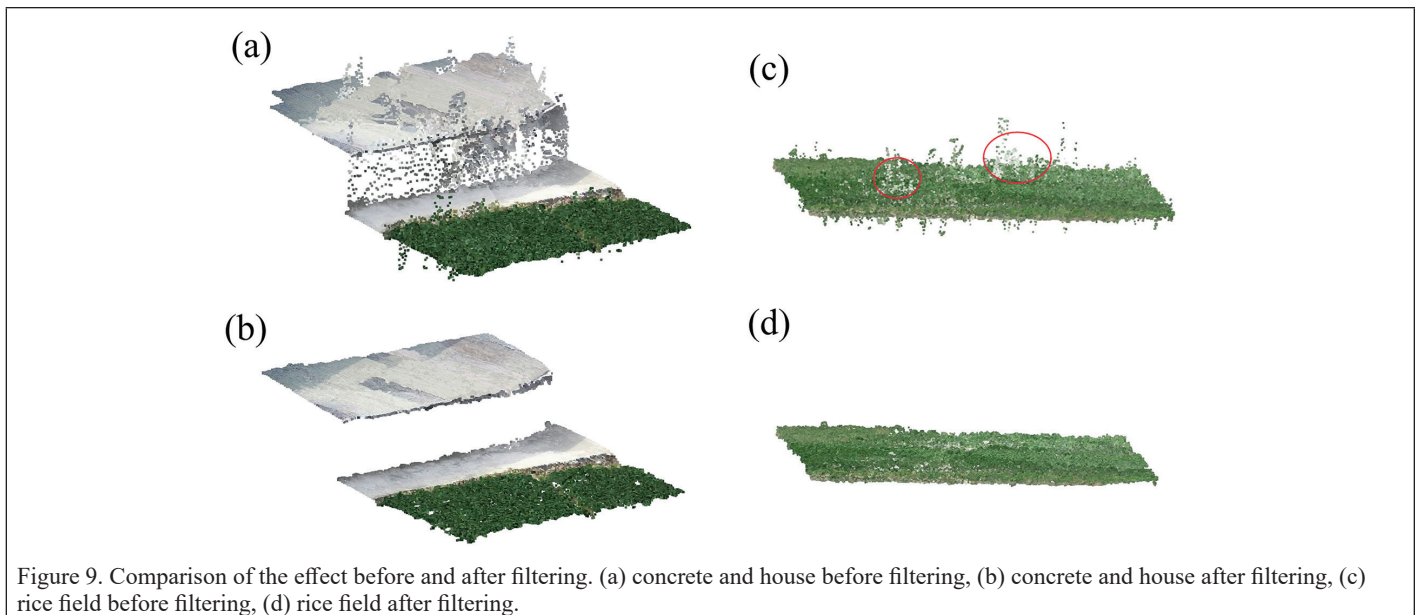 (a)
(c)
(b)
(d)
Figure 9. Comparison of the effect before and after filtering. (a) concrete and house before filtering, (b) concrete and house after filtering, (c)
rice field before filtering, (d) rice field after filtering.